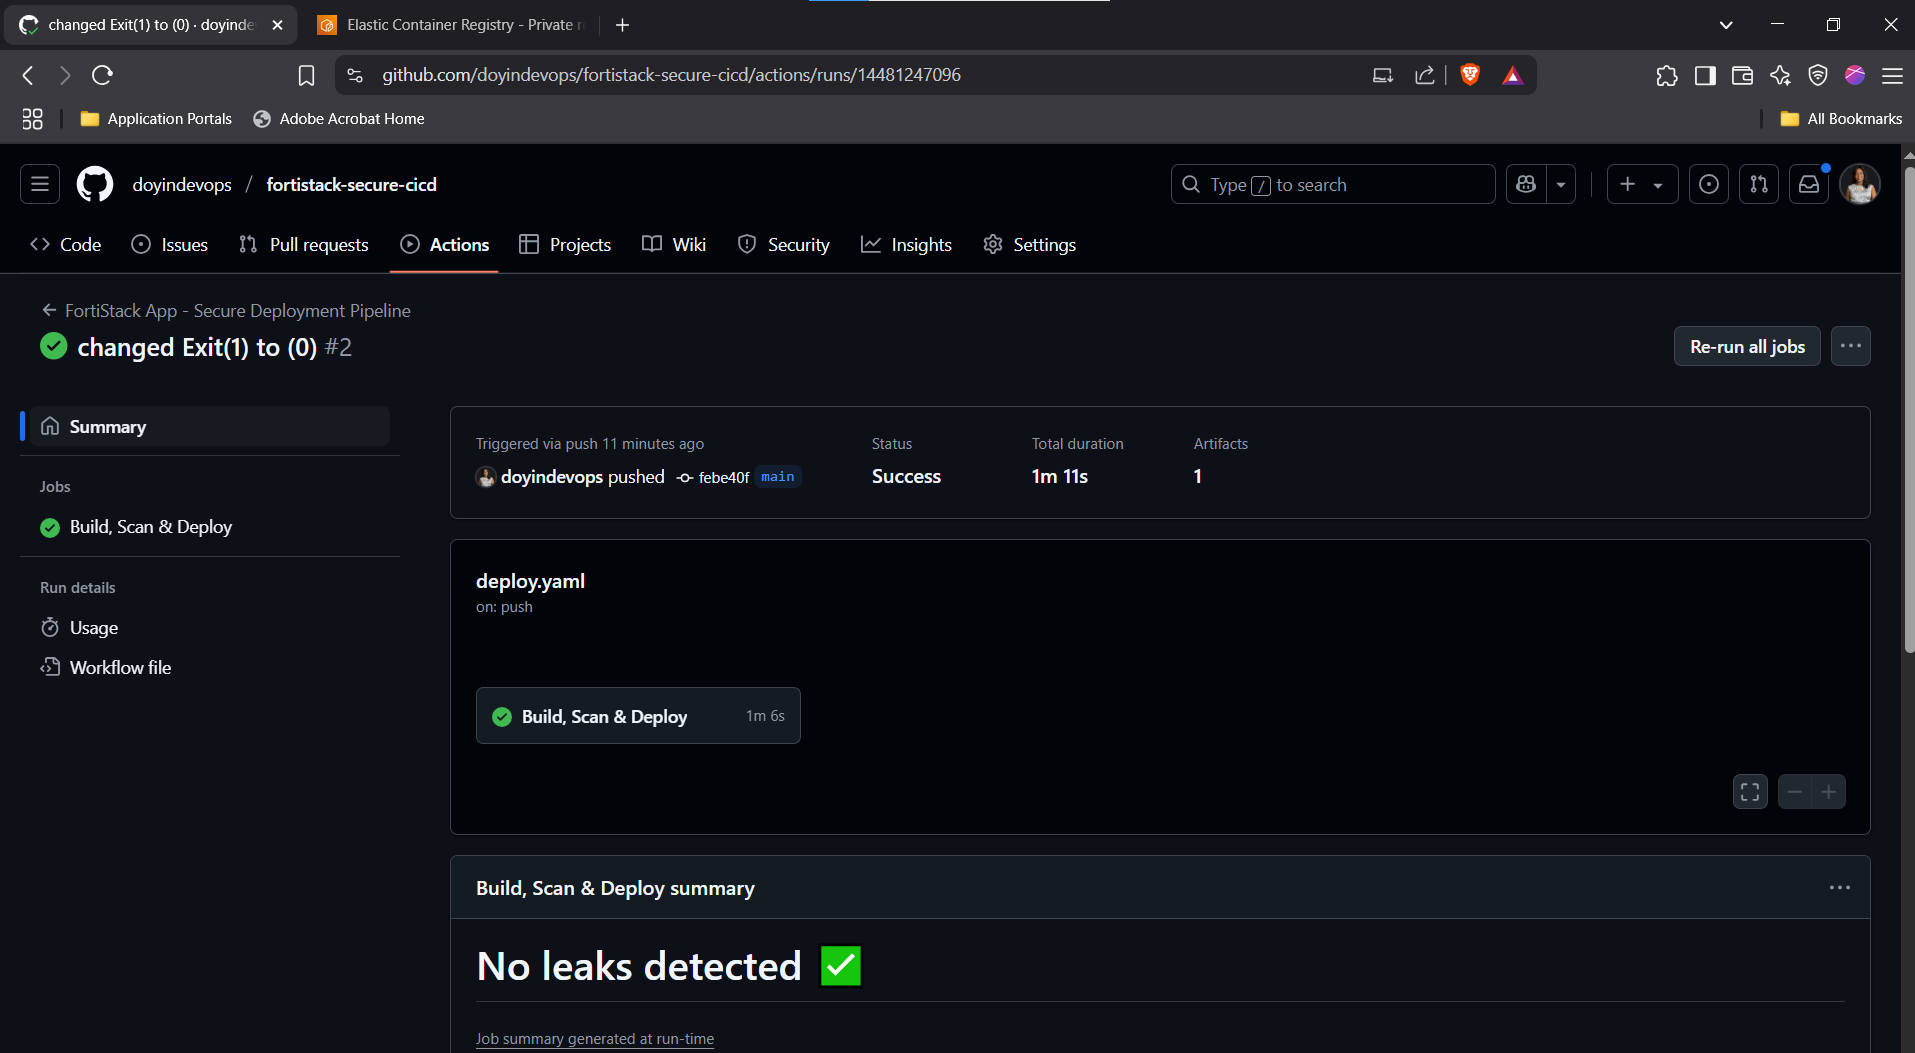 changed Exit(1) to (0) · doyinde
Elastic Container Registry - Private r
github.com/doyindevops/fortistack-secure-cicd/actions/runs/14481247096
Application Portals
Adobe Acrobat Home
All Bookmarks
doyindevops / fortistack-secure-cicd
Type / to search
Code
Issues
Pull requests
Actions
Projects
Wiki
Security
Insights
Settings
FortiStack App - Secure Deployment Pipeline
changed Exit(1) to (0) #2
Re-run all jobs
Summary
Jobs
Build, Scan & Deploy
Run details
Usage
Workflow file
Triggered via push 11 minutes ago
doyindevops pushed febe40f main
Status
Success
Total duration
1m 11s
Artifacts
1
deploy.yaml
on: push
Build, Scan & Deploy 1m 6s
Build, Scan & Deploy summary
No leaks detected ✅
Job summary generated at run-time